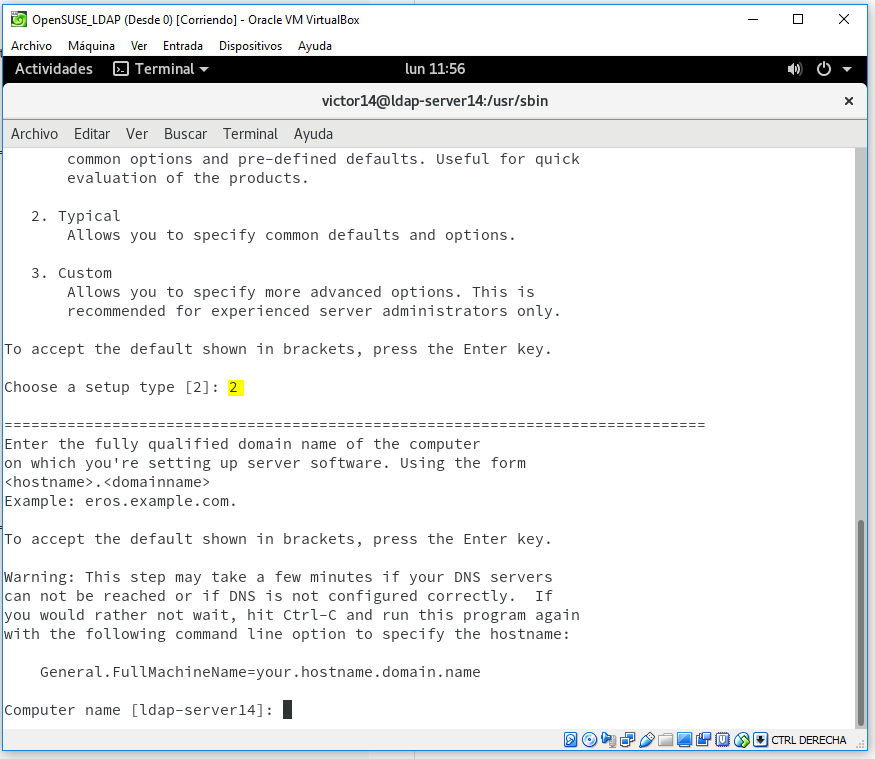 OpenSUSE_LDAP (Desde 0) [Corriendo] - Oracle VM VirtualBox
Archivo Máquina Ver Entrada Dispositivos Ayuda
Actividades Terminal lun 11:56
victor14@ldap-server14:/usr/sbin
Archivo Editar Ver Buscar Terminal Ayuda
common options and pre-defined defaults. Useful for quick
evaluation of the products.
2. Typical
Allows you to specify common defaults and options.
3. Custom
Allows you to specify more advanced options. This is
recommended for experienced server administrators only.
To accept the default shown in brackets, press the Enter key.
Choose a setup type [2]: 2
==============================================================================
Enter the fully qualified domain name of the computer
on which you're setting up server software. Using the form
<hostname>.<domainname>
Example: eros.example.com.
To accept the default shown in brackets, press the Enter key.
Warning: This step may take a few minutes if your DNS servers
can not be reached or if DNS is not configured correctly.  If
you would rather not wait, hit Ctrl-C and run this program again
with the following command line option to specify the hostname:
General.FullMachineName=your.hostname.domain.name
Computer name [ldap-server14]:
CTRL DERECHA